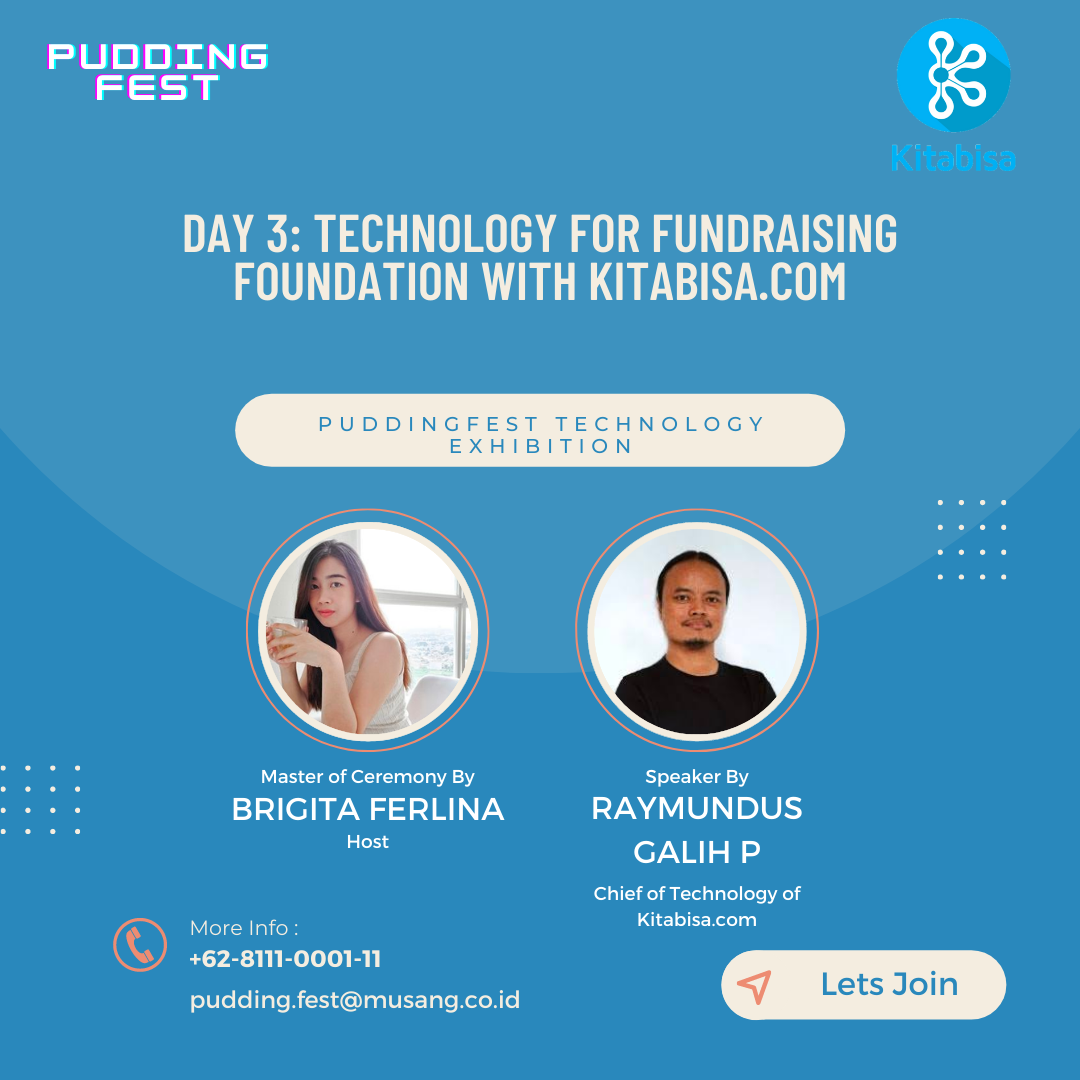 PUDDING
FEST
Kitabisa
DAY 3: TECHNOLOGY FOR FUNDRAISING
FOUNDATION WITH KITABISA.COM
PUDDINGFEST TECHNOLOGY
EXHIBITION
Master of Ceremony By
BRIGITA FERLINA
Host
Speaker By
RAYMUNDUS
GALIH P
Chief of Technology of
Kitabisa.com
More Info :
+62-8111-0001-11
pudding.fest@musang.co.id
Lets Join